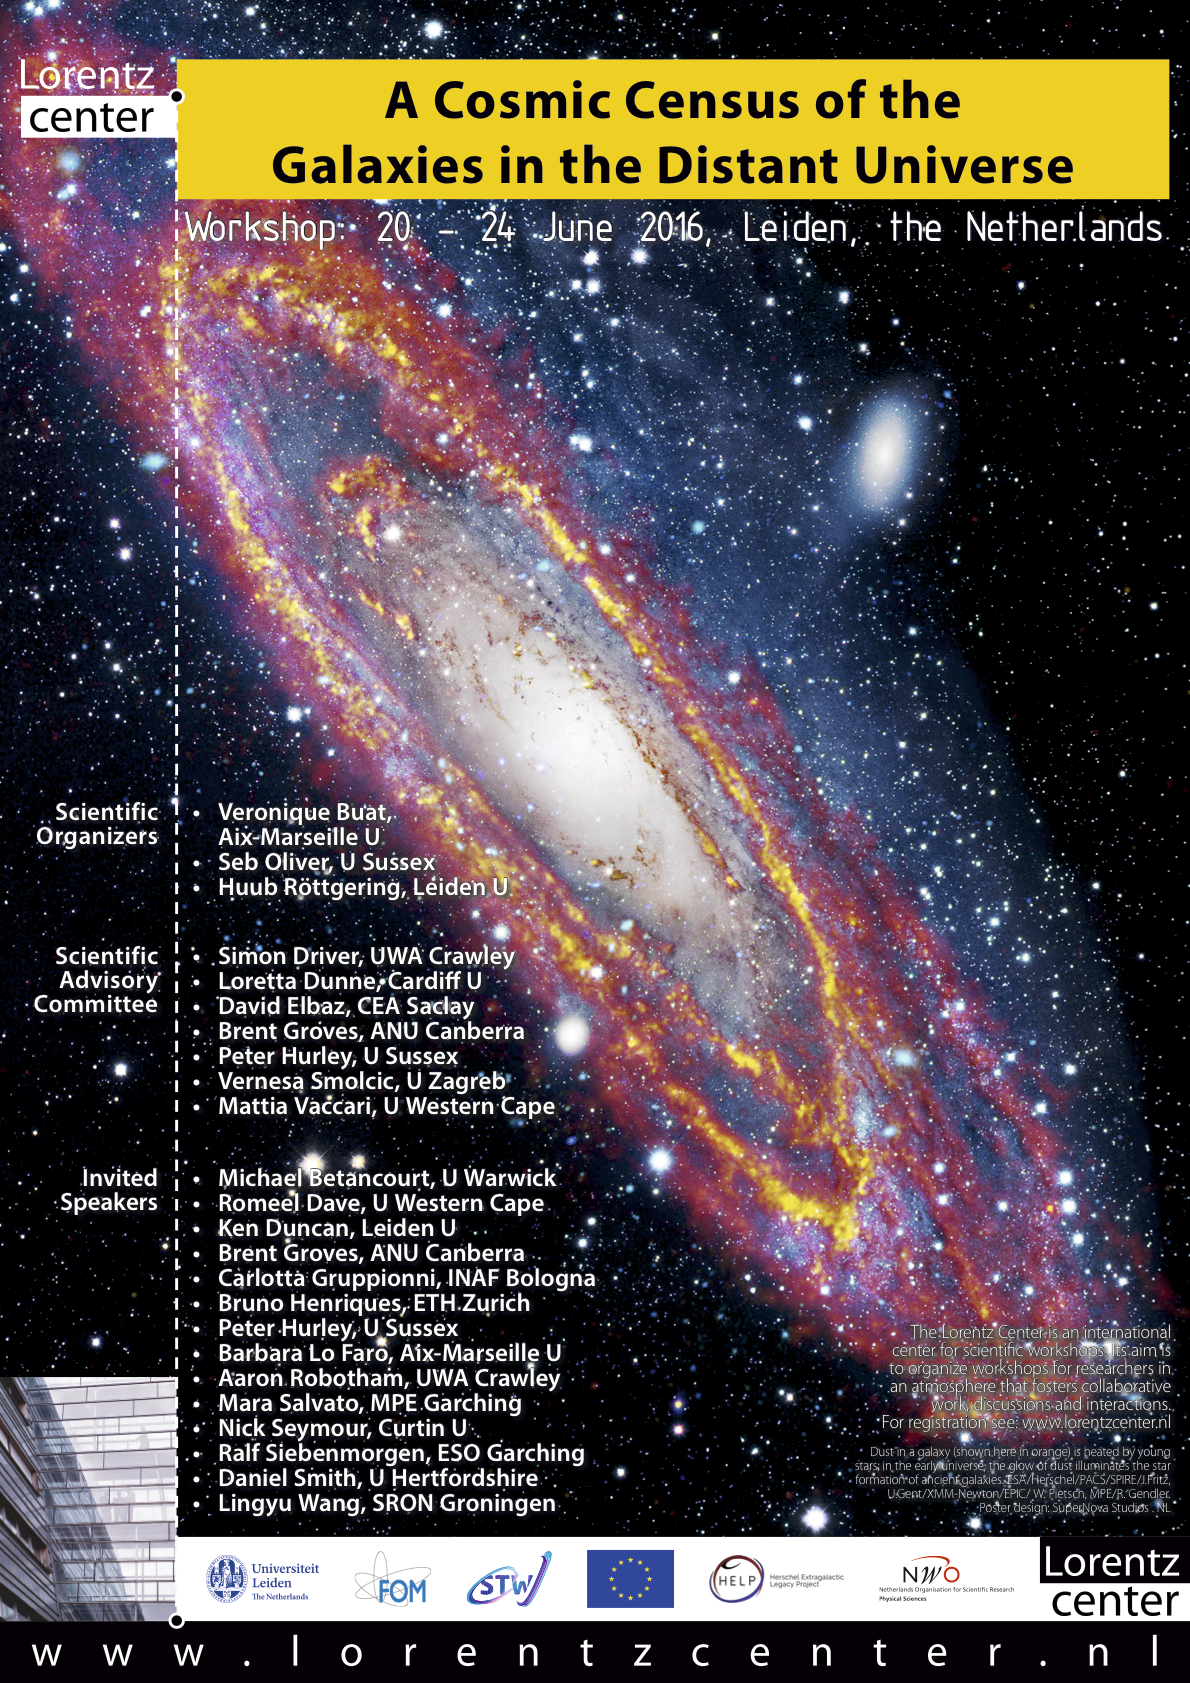 Lorentz
center
A Cosmic Census of the
Galaxies in the Distant Universe
Workshop: 20 – 24 June 2016, Leiden, the Netherlands
Scientific
Organizers
• Veronique Buat,
Aix-Marseille U
• Seb Oliver, U Sussex
• Huub Röttgering, Leiden U
Scientific
Advisory
Committee
• Simon Driver, UWA Crawley
• Loretta Dunne, Cardiff U
• David Elbaz, CEA Saclay
• Brent Groves, ANU Canberra
• Peter Hurley, U Sussex
• Vernesa Smolcic, U Zagreb
• Mattia Vaccari, U Western Cape
Invited
Speakers
• Michael Betancourt, U Warwick
• Romeel Dave, U Western Cape
• Ken Duncan, Leiden U
• Brent Groves, ANU Canberra
• Carlotta Gruppionni, INAF Bologna
• Bruno Henriques, ETH Zurich
• Peter Hurley, U Sussex
• Barbara Lo Faro, Aix-Marseille U
• Aaron Robotham, UWA Crawley
• Mara Salvato, MPE Garching
• Nick Seymour, Curtin U
• Ralf Siebenmorgen, ESO Garching
• Daniel Smith, U Hertfordshire
• Lingyu Wang, SRON Groningen
The Lorentz Center is an international
center for scientific workshops. Its aim is
to organize workshops for researchers in
an atmosphere that fosters collaborative
work, discussions and interactions.
For registration see: www.lorentzcenter.nl
Dust in a galaxy (shown here in orange) is heated by young
stars; in the early universe, the glow of dust illuminates the star
formation of ancient galaxies. ESA/Herschel/PACS/SPIRE/J.Fritz,
U.Gent/XMM-Newton/EPIC/ W. Pietsch, MPE/R. Gendler.
Poster design: SuperNova Studios . NL
Universiteit
Leiden
The Netherlands
FOM
STW
HELP
Herschel Extragalactic
Legacy Project
NWO
Netherlands Organisation for Scientific Research
Physical Sciences
Lorentz
center
www.lorentzcenter.nl